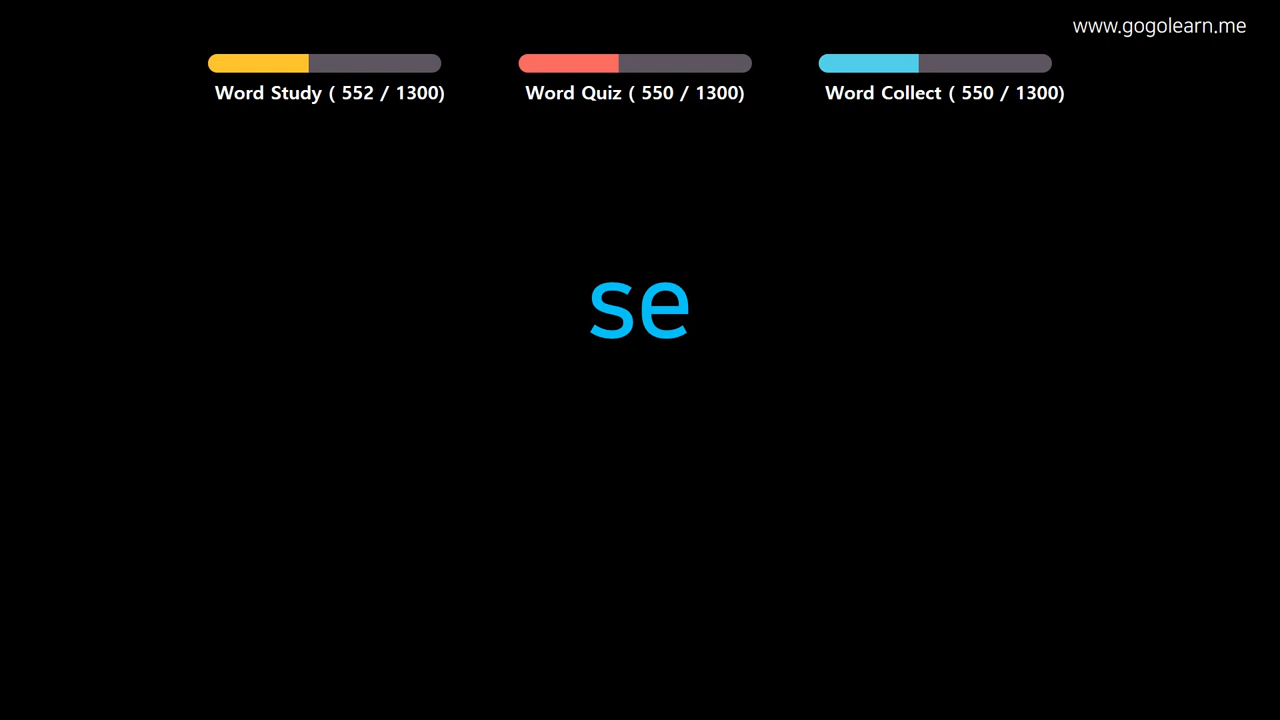 www.gogolearn.me
Word Study ( 552 / 1300)
Word Quiz ( 550 / 1300)
Word Collect ( 550 / 1300)
se